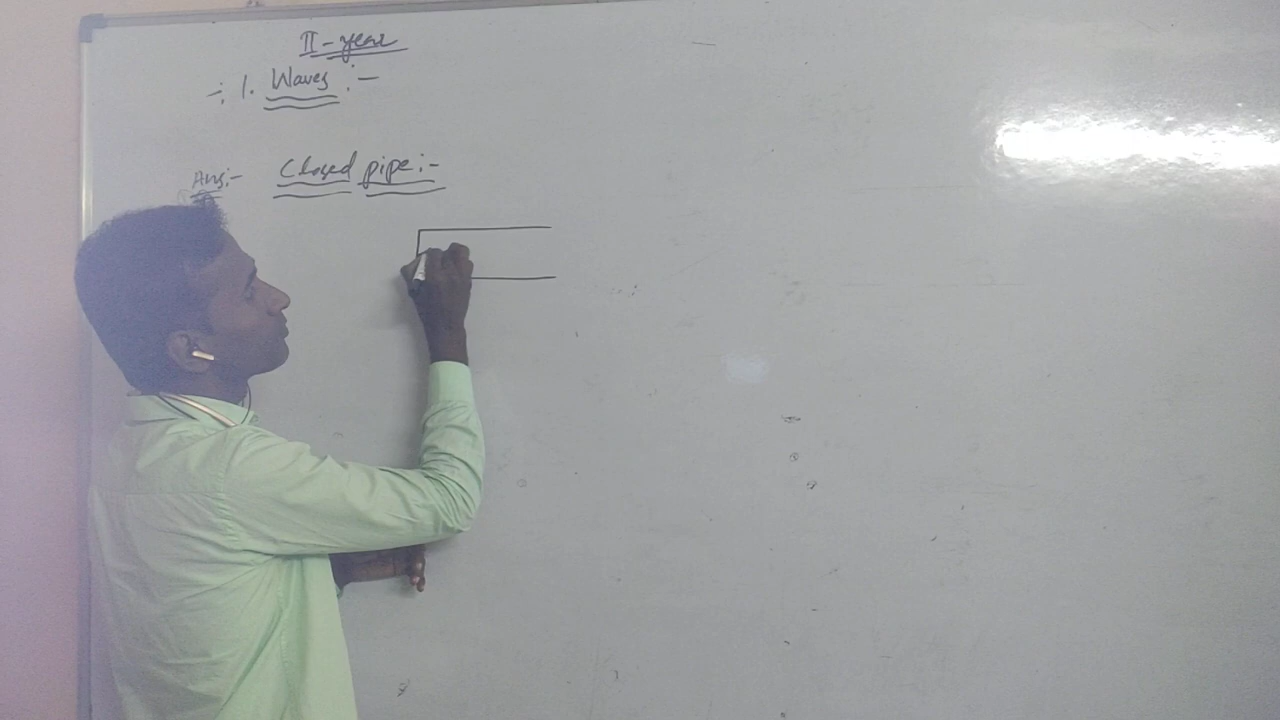 II - year
-: 1. Waves :-
Ans:- Closed pipe :-